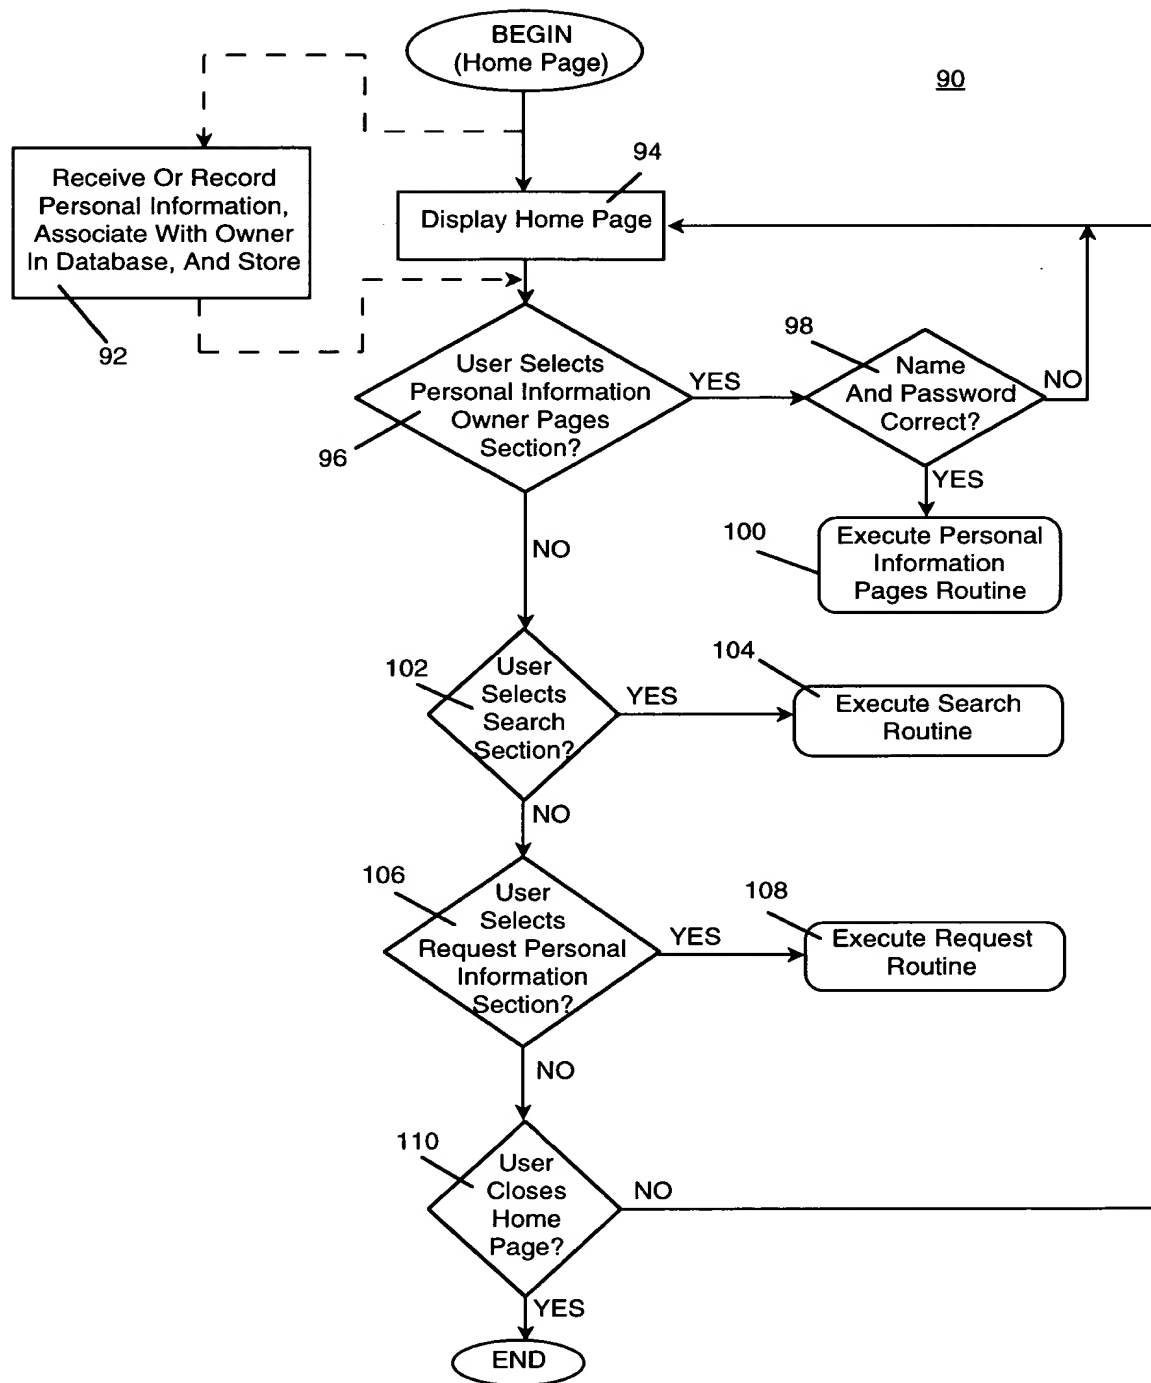 BEGIN
(Home Page)
90
94
Receive Or Record
Personal Information,
Associate With Owner
In Database, And Store
92
Display Home Page
98
User Selects
Personal Information
Owner Pages
Section?
96
YES
Name
And Password
Correct?
NO
YES
100
Execute Personal
Information
Pages Routine
NO
102
User
Selects
Search
Section?
YES
104
Execute Search
Routine
NO
106
User
Selects
Request Personal
Information
Section?
YES
108
Execute Request
Routine
NO
110
User
Closes
Home
Page?
NO
YES
END